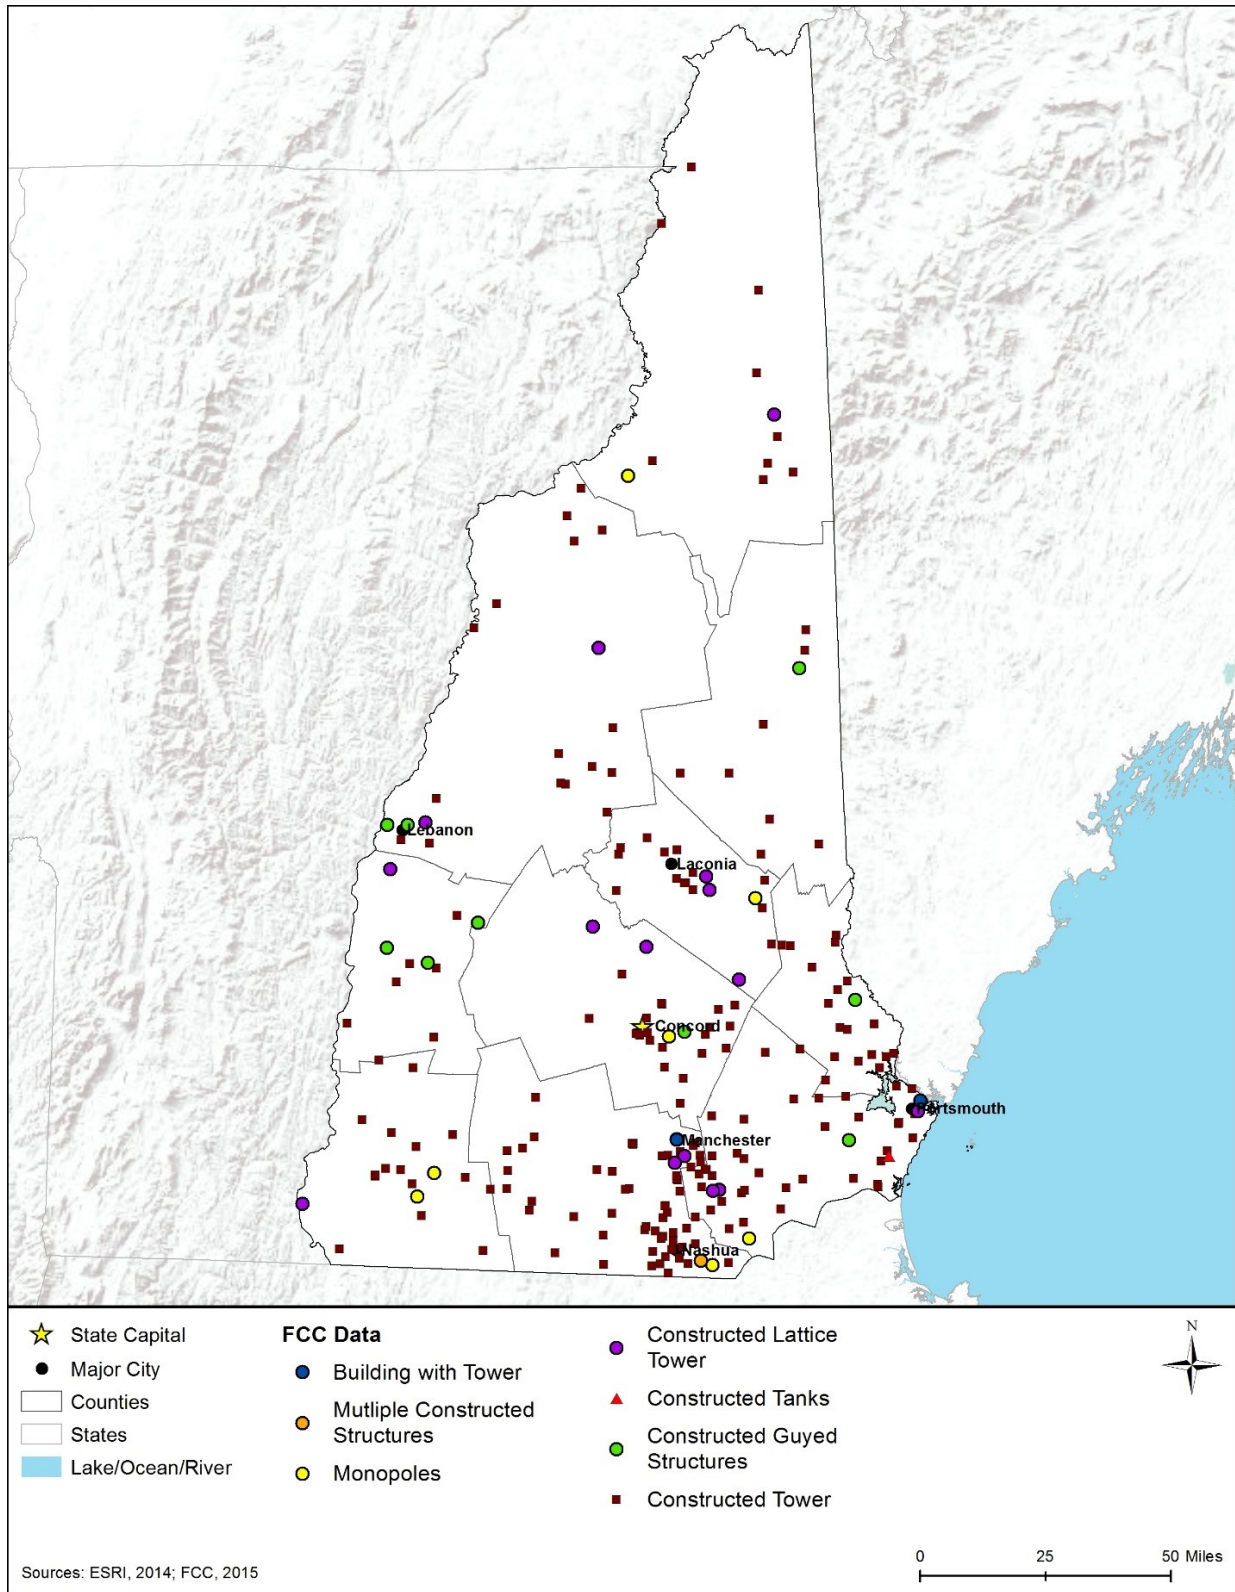 Lebanon
Laconia
Concord
Portsmouth
Manchester
Nashua
State Capital
Major City
Counties
States
Lake/Ocean/River
FCC Data
Building with Tower
Mutliple Constructed
Structures
Monopoles
Constructed Lattice
Tower
Constructed Tanks
Constructed Guyed
Structures
Constructed Tower
N
Sources: ESRI, 2014; FCC, 2015
0 25 50 Miles